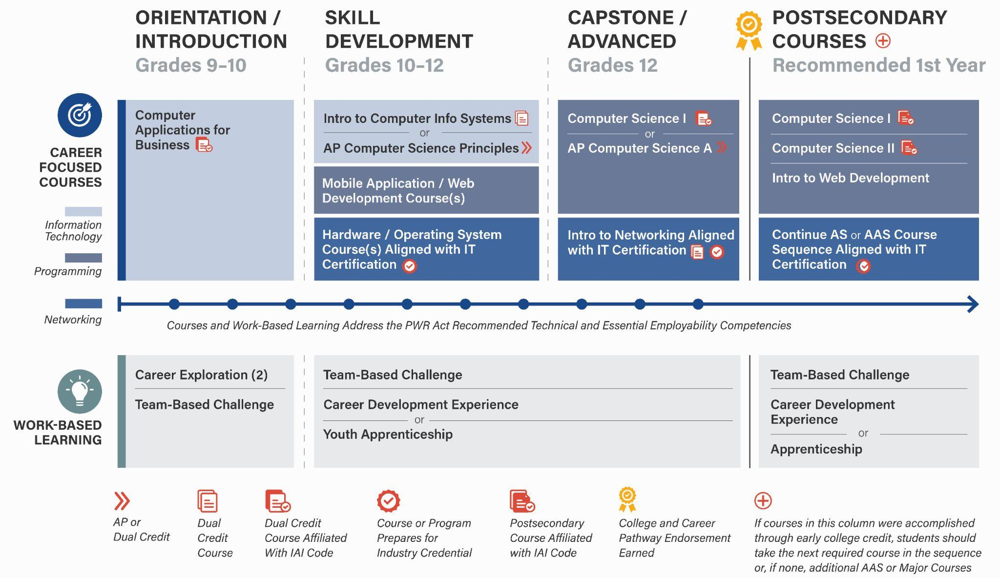 ORIENTATION /
INTRODUCTION
Grades 9–10
SKILL
DEVELOPMENT
Grades 10–12
CAPSTONE /
ADVANCED
Grades 12
POSTSECONDARY
COURSES
Recommended 1st Year
CAREER
FOCUSED
COURSES
Information
Technology
Programming
Networking
Computer
Applications for
Business
Intro to Computer Info Systems
or
AP Computer Science Principles
Mobile Application / Web
Development Course(s)
Hardware / Operating System
Course(s) Aligned with IT
Certification
Computer Science I
or
AP Computer Science A
Intro to Networking Aligned
with IT Certification
Computer Science I
Computer Science II
Intro to Web Development
Continue AS or AAS Course
Sequence Aligned with IT
Certification
Courses and Work-Based Learning Address the PWR Act Recommended Technical and Essential Employability Competencies
WORK-BASED
LEARNING
Career Exploration (2)
Team-Based Challenge
Team-Based Challenge
Career Development Experience
or
Youth Apprenticeship
Team-Based Challenge
Career Development
Experience
or
Apprenticeship
AP or
Dual Credit
Dual
Credit
Course
Dual Credit
Course Affiliated
With IAI Code
Course or Program
Prepares for
Industry Credential
Postsecondary
Course Affiliated
with IAI Code
College and Career
Pathway Endorsement
Earned
If courses in this column were accomplished
through early college credit, students should
take the next required course in the sequence
or, if none, additional AAS or Major Courses